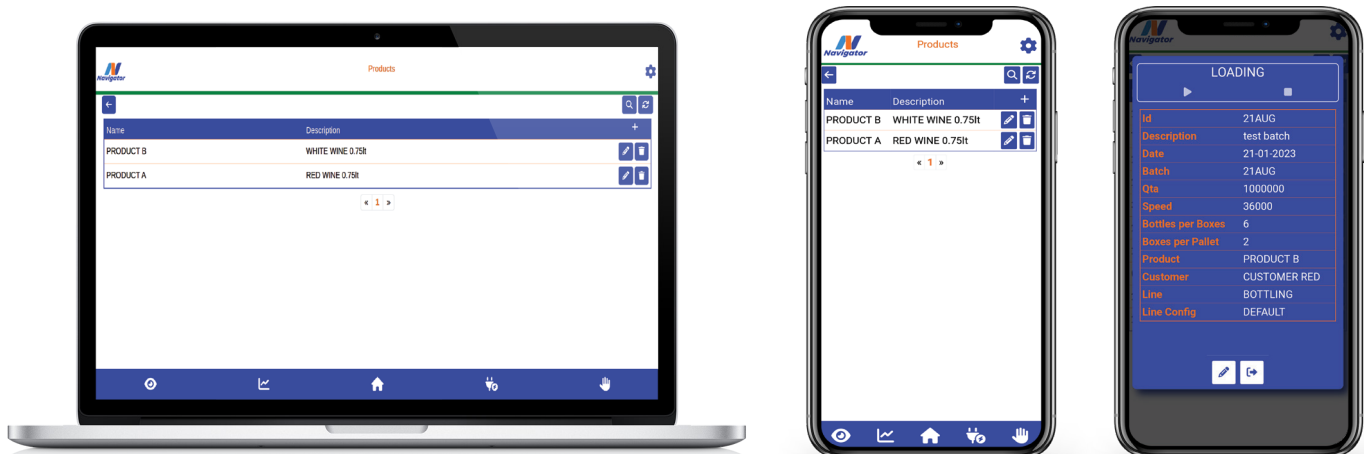 Navigator
Products
Name Description +
PRODUCT B WHITE WINE 0.75lt
PRODUCT A RED WINE 0.75lt
« 1 »
Navigator
Products
Name Description +
PRODUCT B WHITE WINE 0.75lt
PRODUCT A RED WINE 0.75lt
« 1 »
Navigator
LOADING
Id 21AUG
Description test batch
Date 21-01-2023
Batch 21AUG
Qta 1000000
Speed 36000
Bottles per Boxes 6
Boxes per Pallet 2
Product PRODUCT B
Customer CUSTOMER RED
Line BOTTLING
Line Config DEFAULT